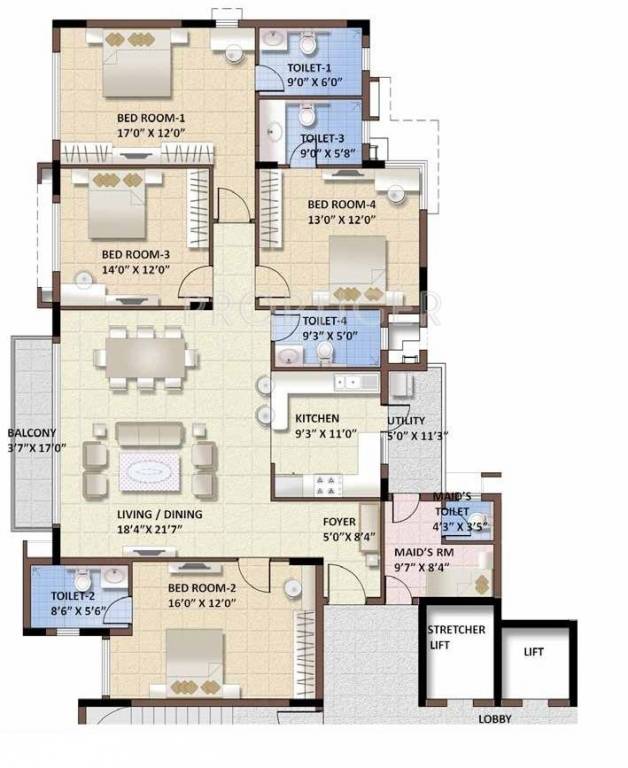 TOILET-1
9'0" X 6'0"
BED ROOM-1
17'0" X 12'0"
TOILET-3
9'0" X 5'8"
BED ROOM-4
13'0" X 12'0"
BED ROOM-3
14'0" X 12'0"
TOILET-4
9'3" X 5'0"
KITCHEN
9'3" X 11'0"
UTILITY
5'0" X 11'3"
BALCONY
3'7" X 17'0"
LIVING / DINING
18'4" X 21'7"
FOYER
5'0" X 8'4"
MAID'S
TOILET
4'3" X 3'5"
MAID'S RM
9'7" X 8'4"
TOILET-2
8'6" X 5'6"
BED ROOM-2
16'0" X 12'0"
STRETCHER
LIFT
LIFT
LOBBY